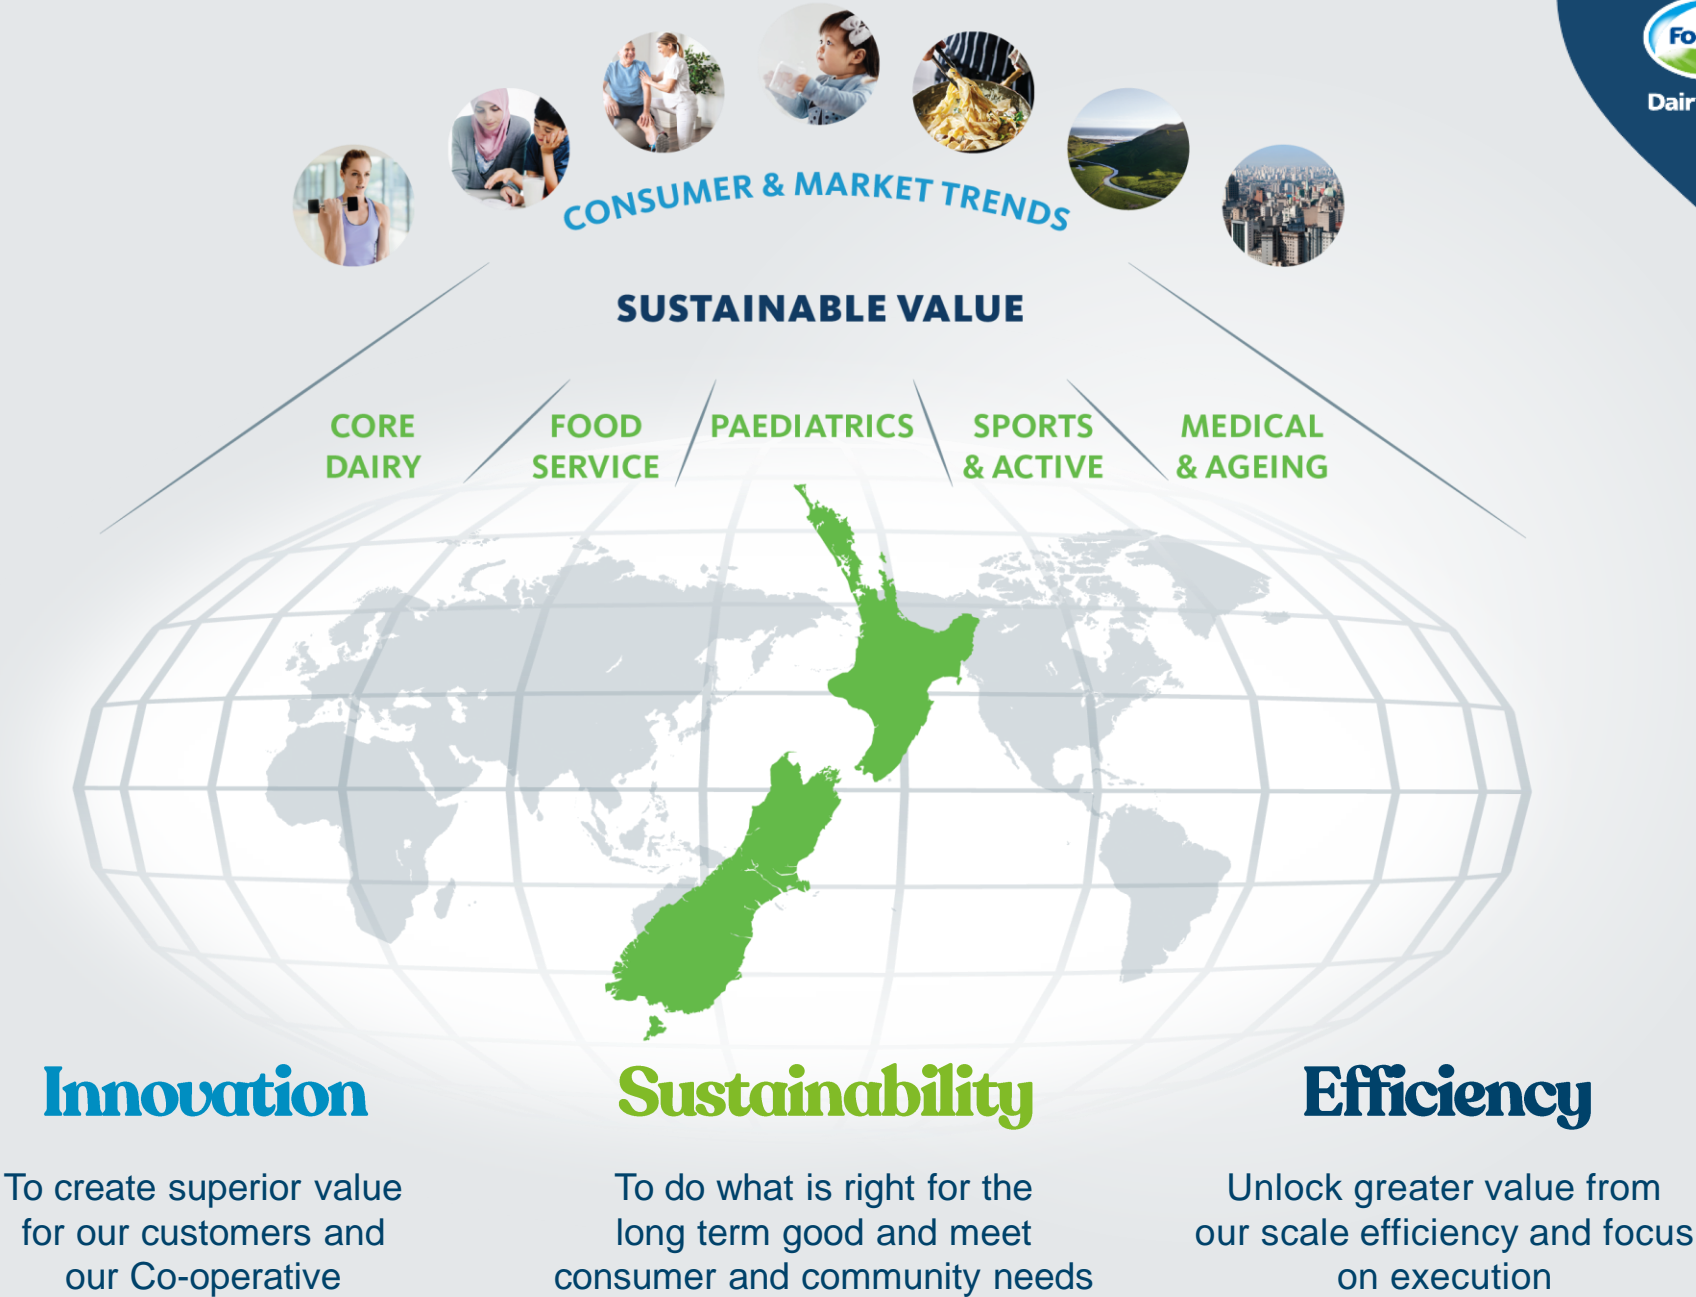 CONSUMER & MARKET TRENDS
SUSTAINABLE VALUE
CORE
DAIRY
FOOD
SERVICE
PAEDIATRICS
SPORTS
& ACTIVE
MEDICAL
& AGEING
Innovation
To create superior value
for our customers and
our Co-operative
Sustainability
To do what is right for the
long term good and meet
consumer and community needs
Efficiency
Unlock greater value from
our scale efficiency and focus
on execution